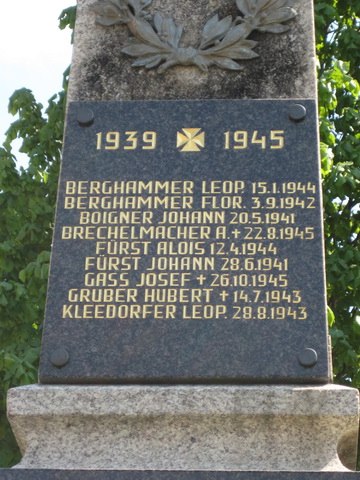 1939 ✠ 1945
BERGHAMMER LEOP. 15.1.1944
BERGHAMMER FLOR. 3.9.1942
BOIGNER JOHANN 20.5.1941
BRECHELMACHER A. ✝ 22.8.1945
FÜRST ALOIS 12.4.1944
FÜRST JOHANN 28.6.1941
GASS JOSEF ✝ 26.10.1945
GRUBER HUBERT ✝ 14.7.1943
KLEEDORFER LEOP. 28.8.1943